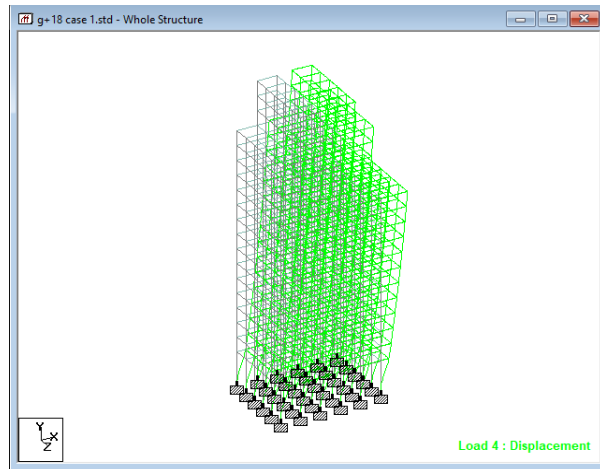 g+18 case 1.std - Whole Structure
Y
X
Z
Load 4 : Displacement